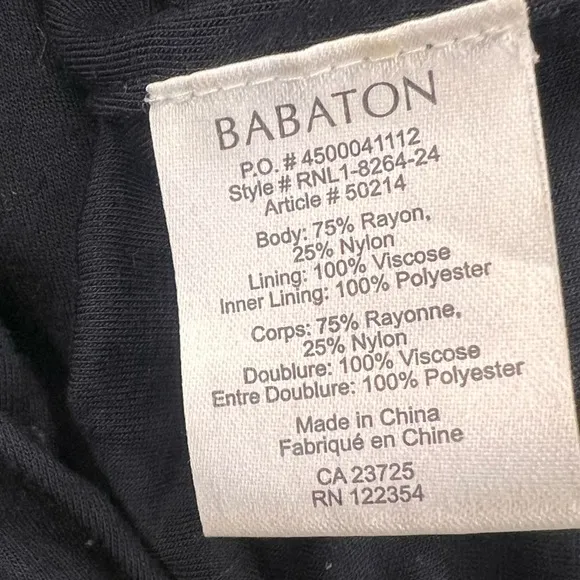 BABATON
P.O. # 4500041112
Style # RNL1-8264-24
Article # 50214
Body: 75% Rayon,
25% Nylon
Lining: 100% Viscose
Inner Lining: 100% Polyester
Corps: 75% Rayonne,
25% Nylon
Doublure: 100% Viscose
Entre Doublure: 100% Polyester
Made in China
Fabriqué en Chine
CA 23725
RN 122354